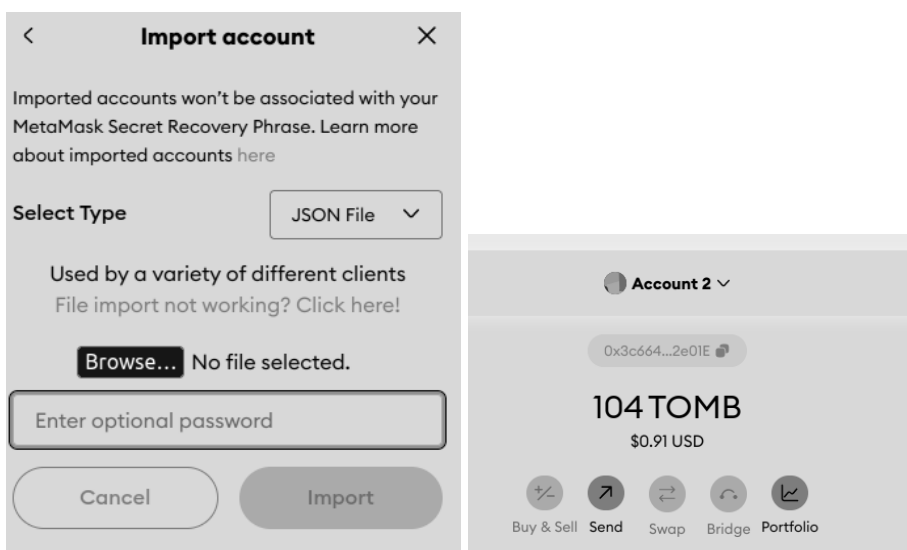 Import account
Imported accounts won't be associated with your
MetaMask Secret Recovery Phrase. Learn more
about imported accounts here
Select Type
JSON File
Used by a variety of different clients
File import not working? Click here!
Browse... No file selected.
Enter optional password
Cancel
Import
Account 2
0x3c664...2e01E
104 TOMB
$0.91 USD
Buy & Sell Send Swap Bridge Portfolio